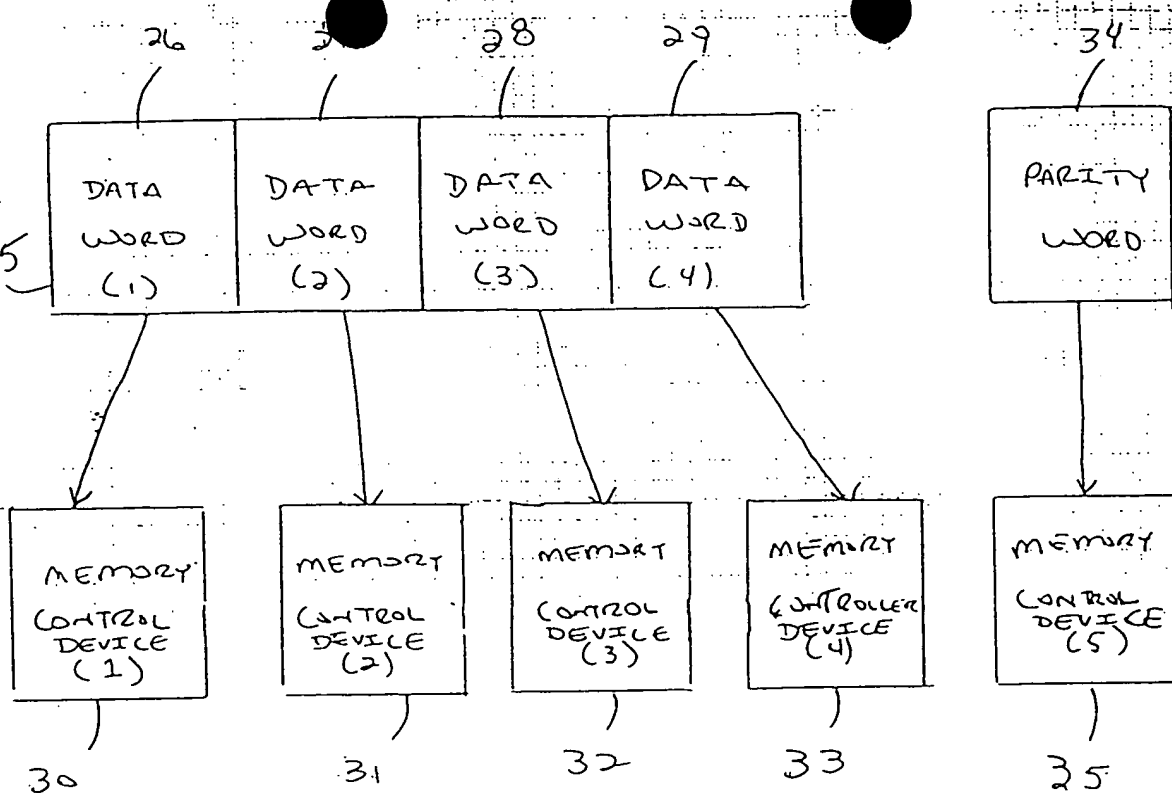 26
28
29
34
DATA WORD (1)
DATA WORD (2)
DATA WORD (3)
DATA WORD (4)
PARITY WORD
MEMORY CONTROL DEVICE (1)
MEMORY CONTROL DEVICE (2)
MEMORY CONTROL DEVICE (3)
MEMORY CONTROLLER DEVICE (4)
MEMORY CONTROL DEVICE (5)
30
31
32
33
35